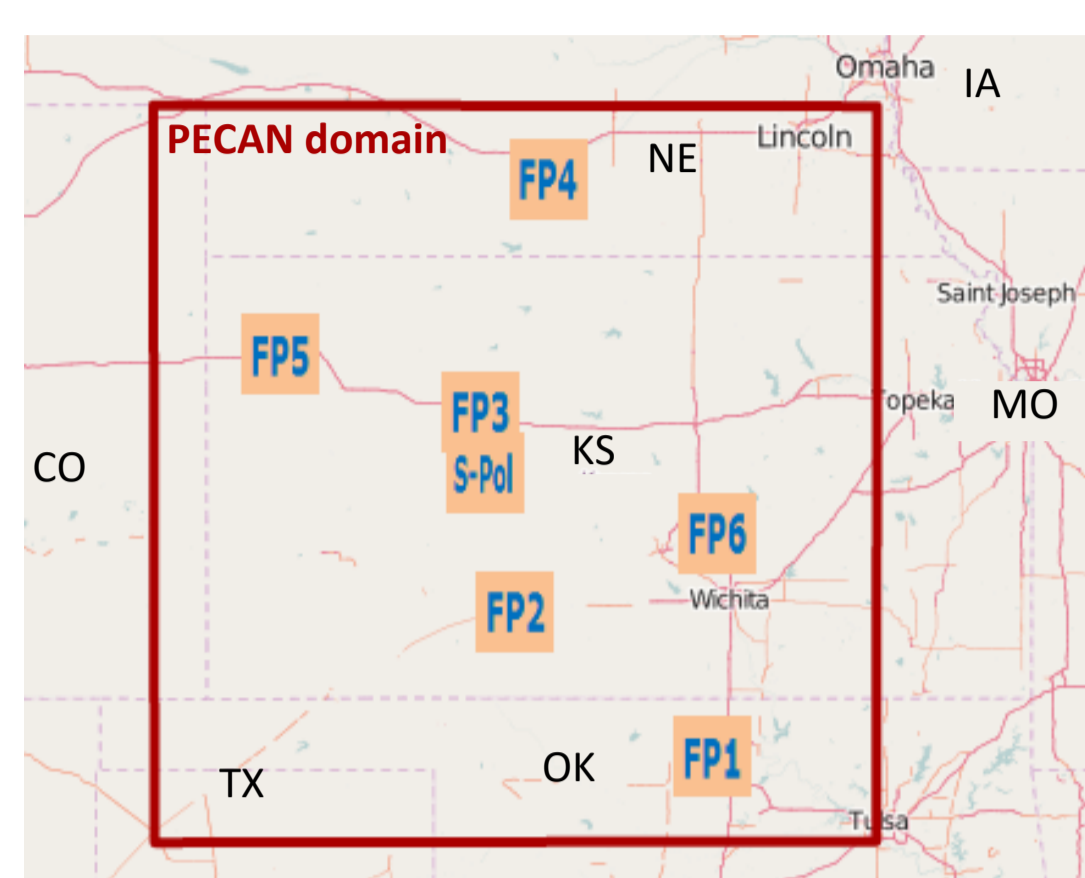 Omaha
IA
PECAN domain
Lincoln
NE
FP4
Saint Joseph
FP5
FP3
Topeka
MO
KS
CO
S-Pol
FP6
Wichita
FP2
FP1
OK
TX
Tulsa